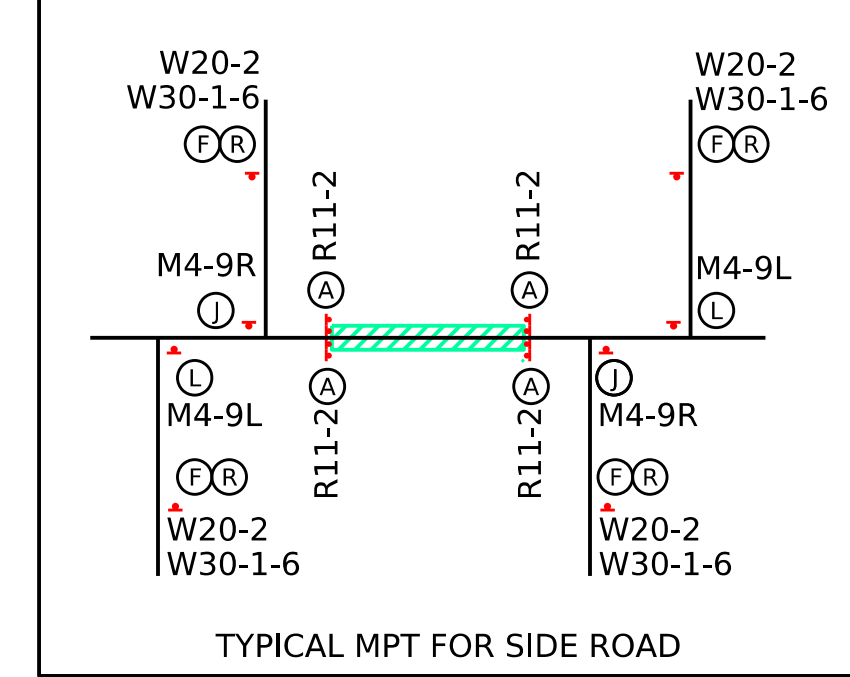 W20-2
W30-1-6
F R
W20-2
W30-1-6
F R
R11-2
R11-2
M4-9R
J
A
A
M4-9L
L
L
M4-9L
A
R11-2
A
R11-2
J
M4-9R
F R
W20-2
W30-1-6
F R
W20-2
W30-1-6
TYPICAL MPT FOR SIDE ROAD